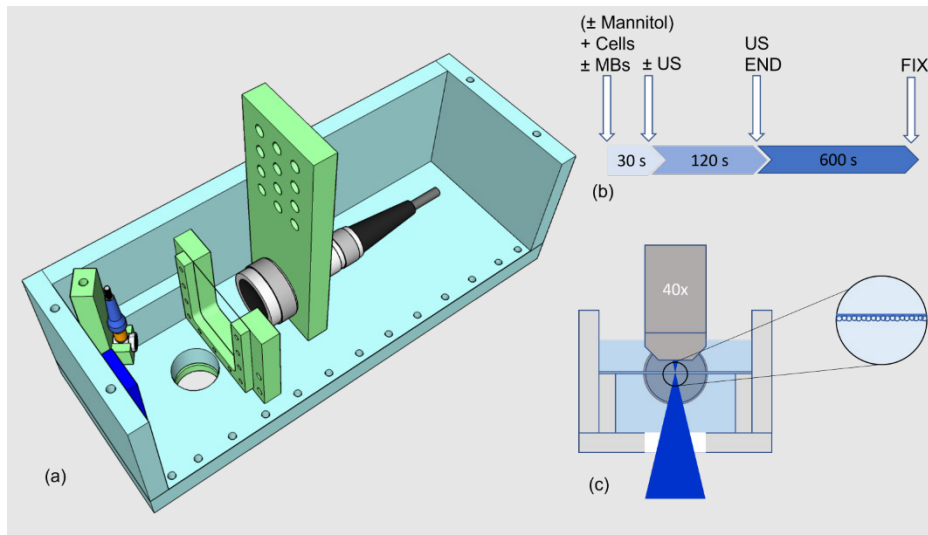 (± Mannitol)
+ Cells
± MBs
± US
US
END
FIX
30 s
120 s
600 s
(b)
40x
(a)
(c)